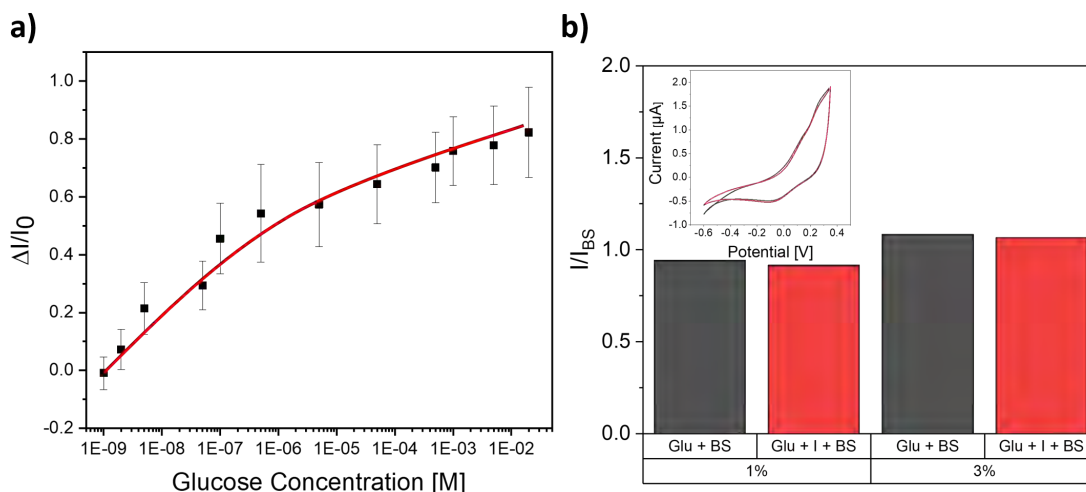 a)
ΔI/I0
1.0
0.8
0.6
0.4
0.2
0.0
-0.2
1E-09 1E-08 1E-07 1E-06 1E-05 1E-04 1E-03 1E-02
Glucose Concentration [M]
b)
I/IBS
2.0
1.5
1.0
0.5
0.0
Current [µA]
2.0
1.5
1.0
0.5
0.0
-0.5
-1.0
-0.6 -0.4 -0.2 0.0 0.2 0.4
Potential [V]
Glu + BS Glu + I + BS Glu + BS Glu + I + BS
1% 3%